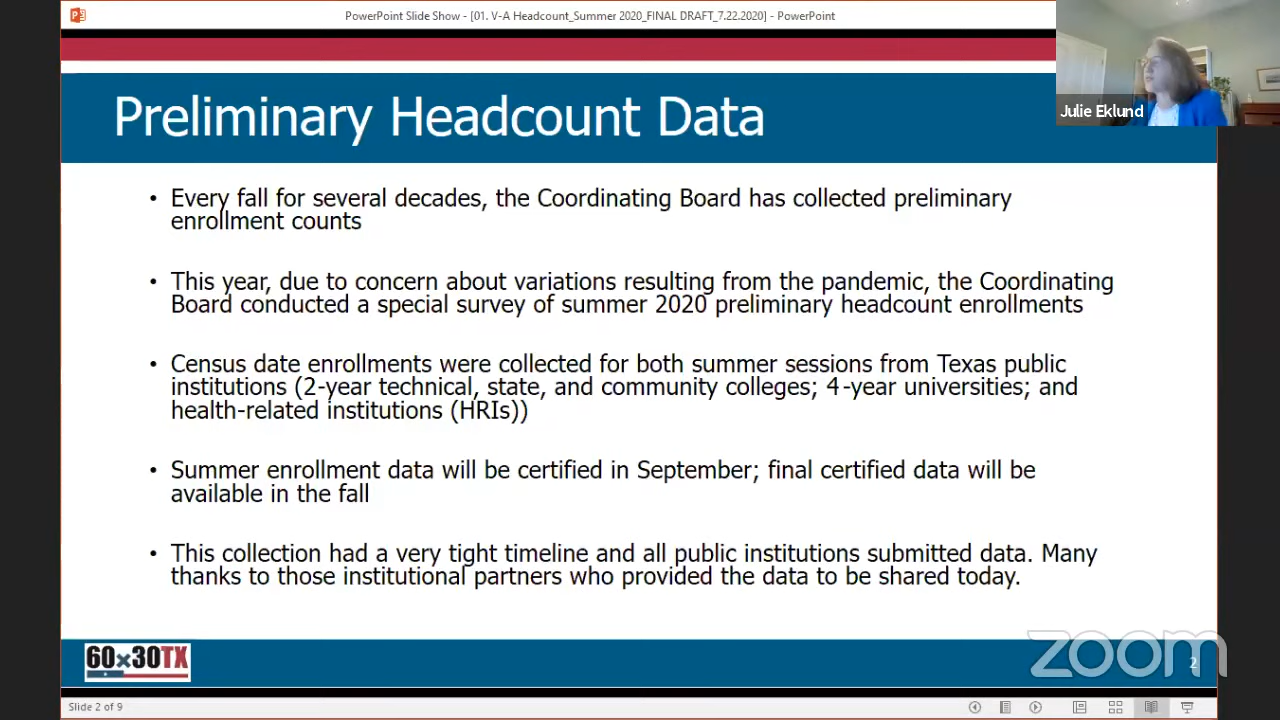 PowerPoint Slide Show - [01. V-A Headcount_Summer 2020_FINAL DRAFT_7.22.2020] - PowerPoint
Julie Eklund
Preliminary Headcount Data
• Every fall for several decades, the Coordinating Board has collected preliminary
enrollment counts
• This year, due to concern about variations resulting from the pandemic, the Coordinating
Board conducted a special survey of summer 2020 preliminary headcount enrollments
• Census date enrollments were collected for both summer sessions from Texas public
institutions (2-year technical, state, and community colleges; 4-year universities; and
health-related institutions (HRIs))
• Summer enrollment data will be certified in September; final certified data will be
available in the fall
• This collection had a very tight timeline and all public institutions submitted data. Many
thanks to those institutional partners who provided the data to be shared today.
60x30TX
zoom
2
Slide 2 of 9